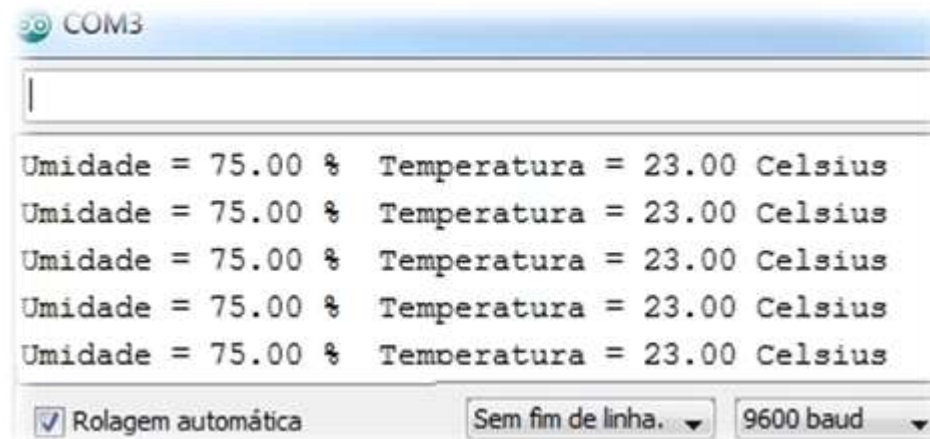 COM3
Umidade = 75.00 % Temperatura = 23.00 Celsius
Umidade = 75.00 % Temperatura = 23.00 Celsius
Umidade = 75.00 % Temperatura = 23.00 Celsius
Umidade = 75.00 % Temperatura = 23.00 Celsius
Umidade = 75.00 % Temperatura = 23.00 Celsius
Rolagem automática Sem fim de linha. 9600 baud